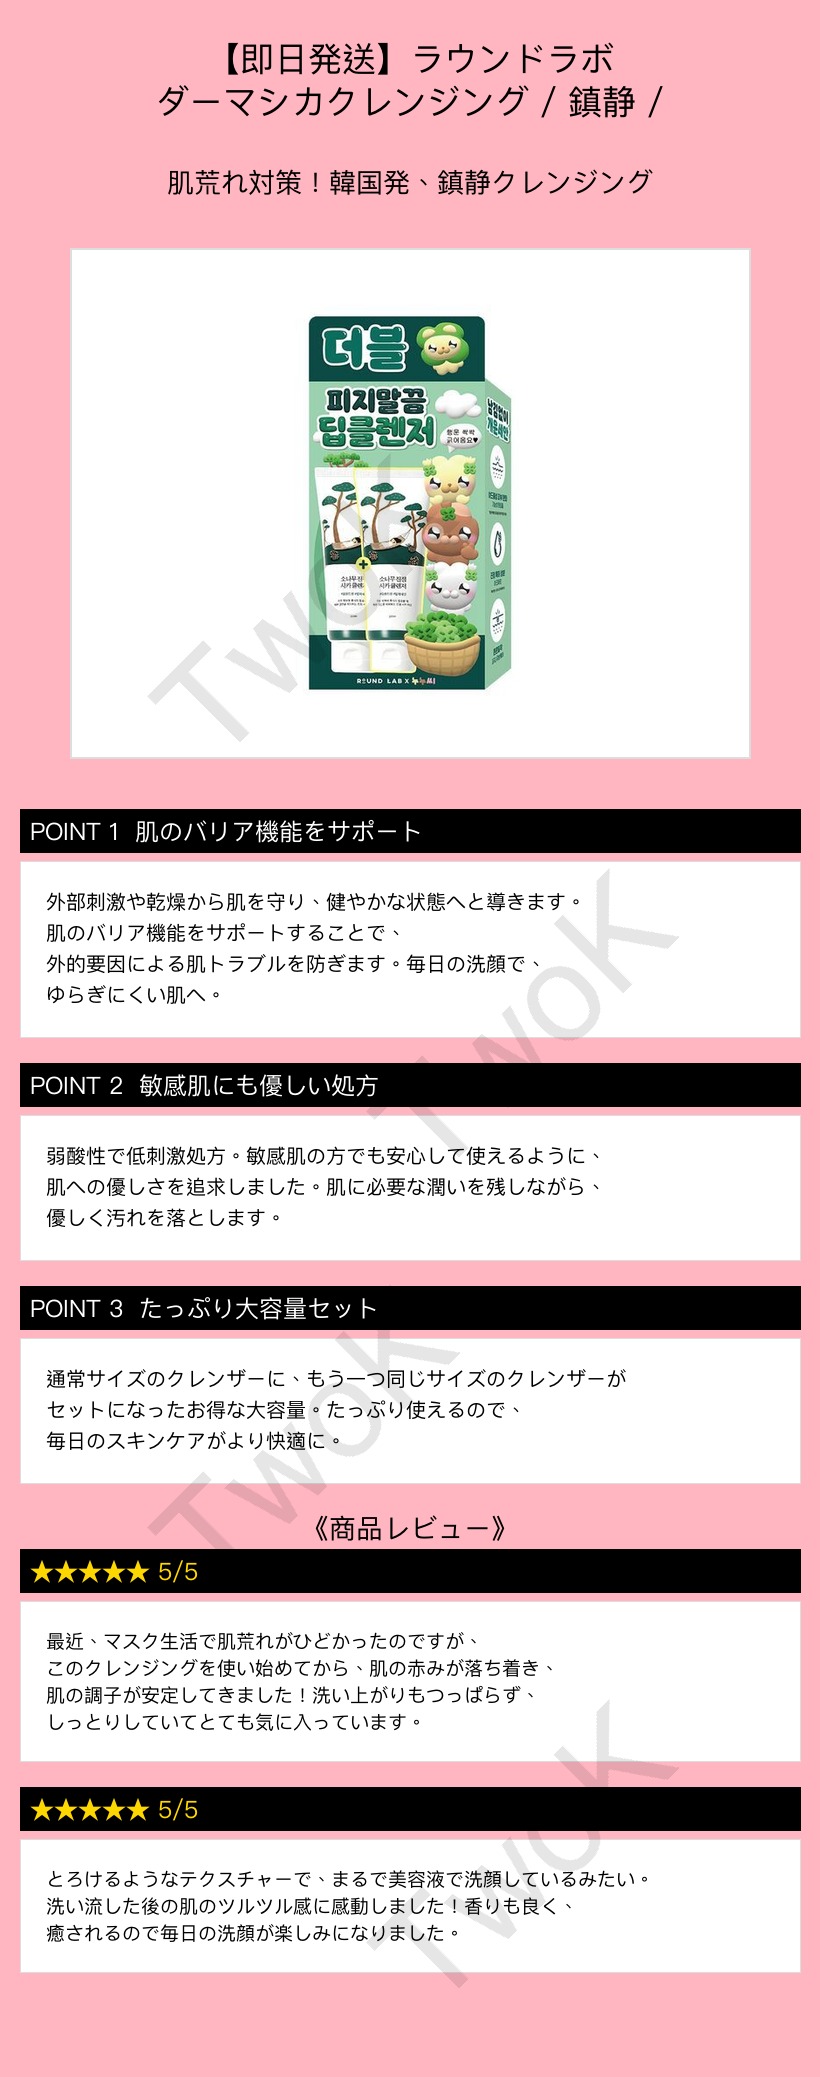 【即日発送】ラウンドラボ
ダーマシカクレンジング / 鎮静 /
肌荒れ対策！韓国発、鎮静クレンジング
더블
피지말끔
딥클렌저
소나무 진정
시카 클렌저
ROUND LAB X
TwoK
POINT 1 肌のバリア機能をサポート
外部刺激や乾燥から肌を守り、健やかな状態へと導きます。
肌のバリア機能をサポートすることで、
外的要因による肌トラブルを防ぎます。毎日の洗顔で、
ゆらぎにくい肌へ。
TwoK
POINT 2 敏感肌にも優しい処方
弱酸性で低刺激処方。敏感肌の方でも安心して使えるように、
肌への優しさを追求しました。肌に必要な潤いを残しながら、
優しく汚れを落とします。
POINT 3 たっぷり大容量セット
通常サイズのクレンザーに、もう一つ同じサイズのクレンザーが
セットになったお得な大容量。たっぷり使えるので、
毎日のスキンケアがより快適に。
TwoK
《商品レビュー》
★★★★★ 5/5
最近、マスク生活で肌荒れがひどかったのですが、
このクレンジングを使い始めてから、肌の赤みが落ち着き、
肌の調子が安定してきました！洗い上がりもつっぱらず、
しっとりしていてとても気に入っています。
★★★★★ 5/5
とろけるようなテクスチャーで、まるで美容液で洗顔しているみたい。
洗い流した後の肌のツルツル感に感動しました！香りも良く、
癒されるので毎日の洗顔が楽しみになりました。
TwoK